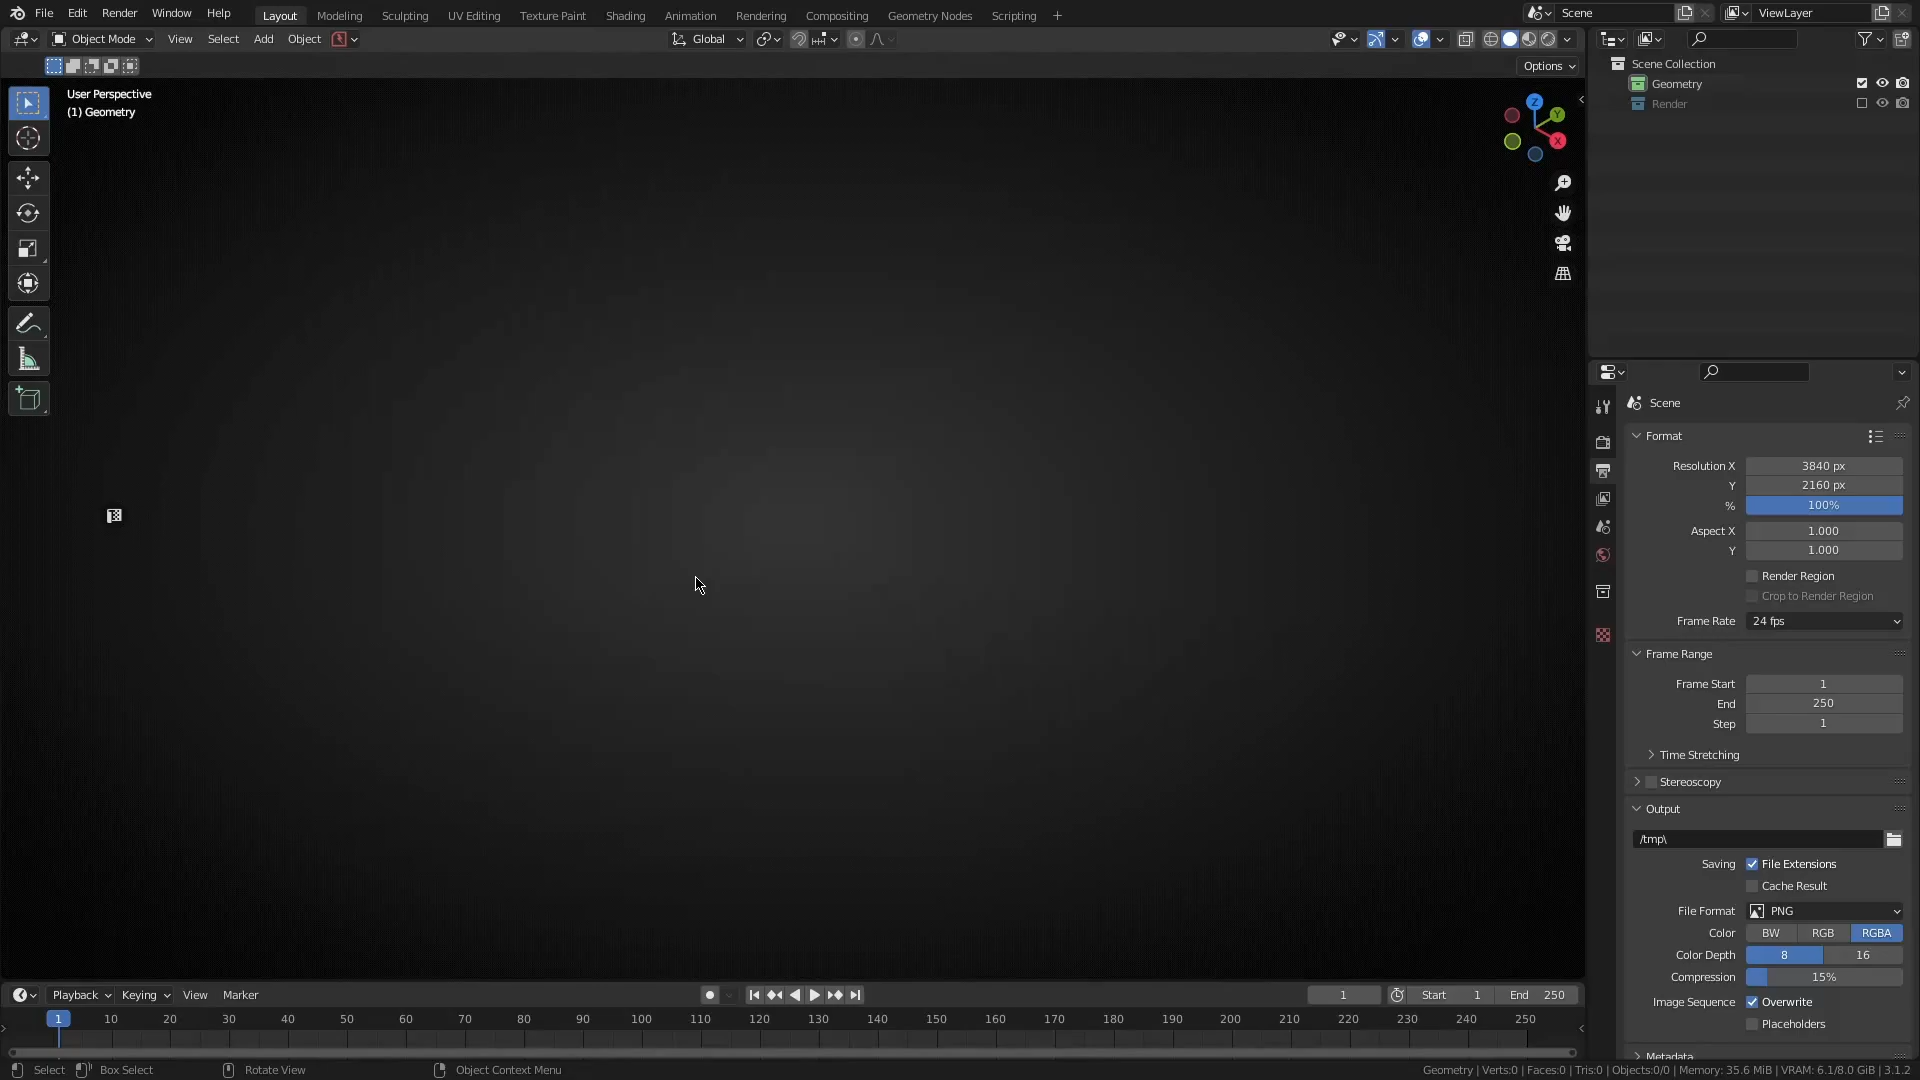 File Edit Render Window Help
Layout Modeling Sculpting UV Editing Texture Paint Shading Animation Rendering Compositing Geometry Nodes Scripting +
Scene
ViewLayer
Object Mode View Select Add Object
Global
Options
User Perspective
(1) Geometry
Z
Y
X
Scene Collection
Geometry
Render
Scene
Format
Resolution X 3840 px
Y 2160 px
% 100%
Aspect X 1.000
Y 1.000
Render Region
Crop to Render Region
Frame Rate 24 fps
Frame Range
Frame Start 1
End 250
Step 1
Time Stretching
Stereoscopy
Output
/tmp\
Saving File Extensions
Cache Result
File Format PNG
Color BW RGB RGBA
Color Depth 8 16
Compression 15%
Image Sequence Overwrite
Placeholders
Metadata
Playback Keying View Marker
1 Start 1 End 250
1 10 20 30 40 50 60 70 80 90 100 110 120 130 140 150 160 170 180 190 200 210 220 230 240 250
Select Box Select Rotate View Object Context Menu
Geometry | Verts:0 | Faces:0 | Tris:0 | Objects:0/0 | Memory: 35.6 MiB | VRAM: 6.1/8.0 GiB | 3.1.2